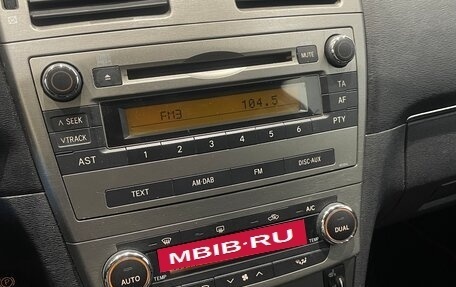 MUTE
FM3 104.5
TA
AF
PTY
∧ SEEK
∨TRACK
AST
1 2 3 4 5 6
DISC·AUX
TEXT
AM·DAB
FM
A/C
AUTO
TEMP
MBIB-RU
TEMP
DUAL